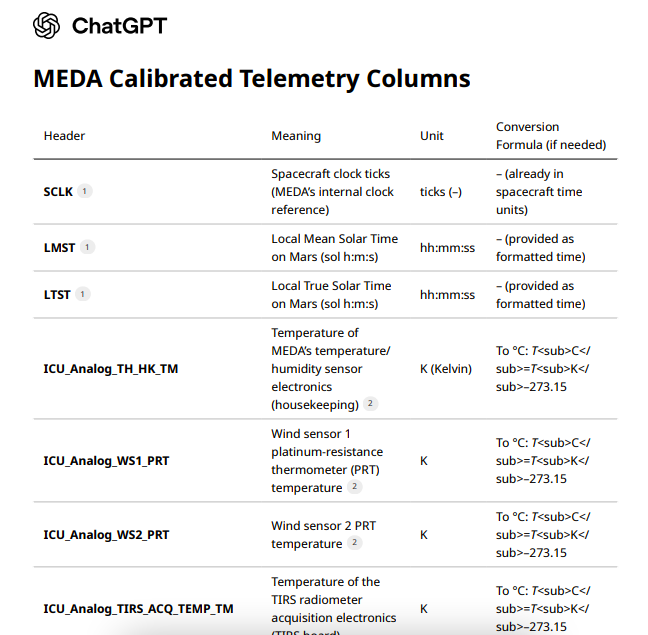 ChatGPT
MEDA Calibrated Telemetry Columns
Header Meaning Unit Conversion
Formula (if needed)
SCLK 1
Spacecraft clock ticks
(MEDA's internal clock
reference)
ticks (–)
– (already in
spacecraft time
units)
LMST 1
Local Mean Solar Time
on Mars (sol h:m:s)
hh:mm:ss
– (provided as
formatted time)
LTST 1
Local True Solar Time
on Mars (sol h:m:s)
hh:mm:ss
– (provided as
formatted time)
ICU_Analog_TH_HK_TM
Temperature of
MEDA's temperature/
humidity sensor
electronics
(housekeeping) 2
K (Kelvin)
To °C: T<sub>C</
sub>=T<sub>K</
sub>–273.15
ICU_Analog_WS1_PRT
Wind sensor 1
platinum-resistance
thermometer (PRT)
temperature 2
K
To °C: T<sub>C</
sub>=T<sub>K</
sub>–273.15
ICU_Analog_WS2_PRT
Wind sensor 2 PRT
temperature 2
K
To °C: T<sub>C</
sub>=T<sub>K</
sub>–273.15
ICU_Analog_TIRS_ACQ_TEMP_TM
Temperature of the
TIRS radiometer
acquisition electronics
(TIRS board)
K
To °C: T<sub>C</
sub>=T<sub>K</
sub>–273.15